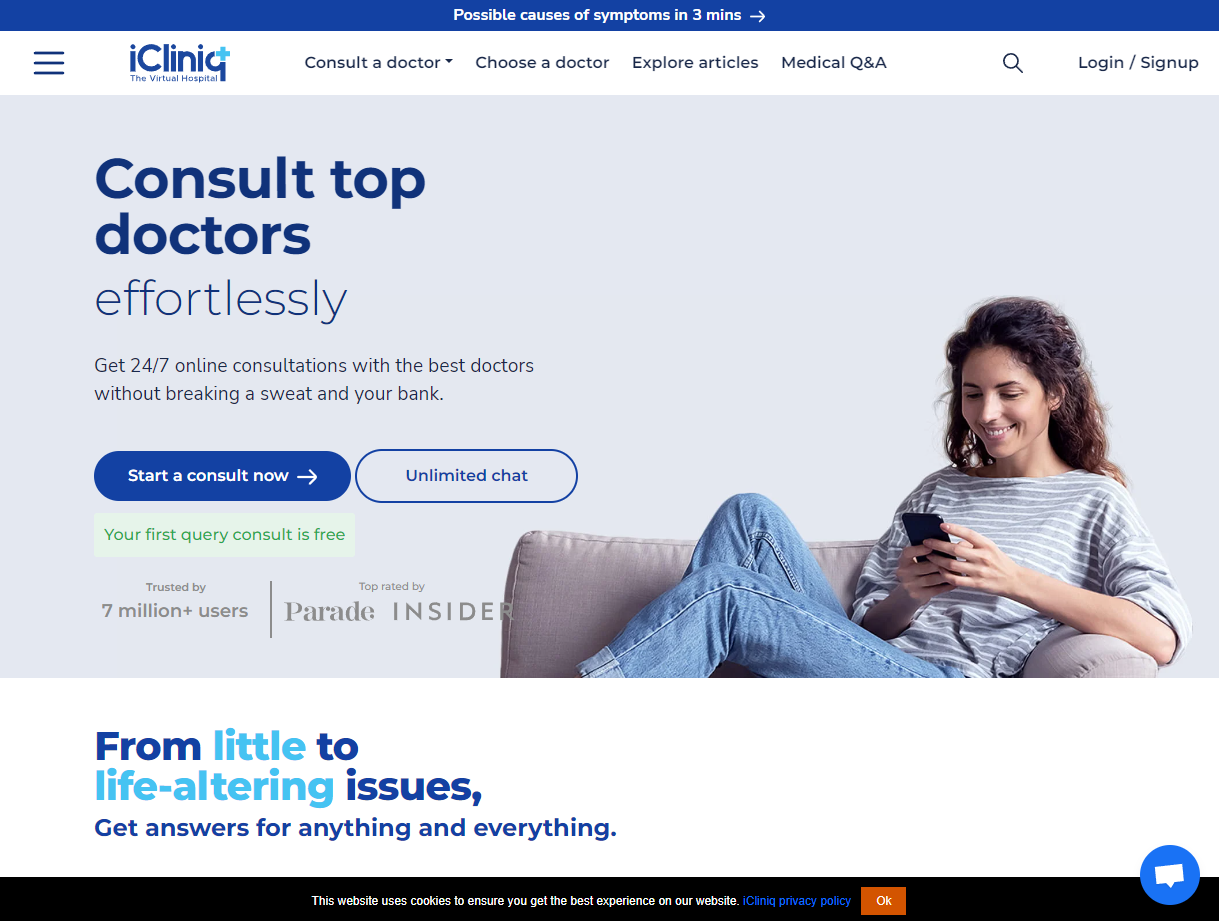 Possible causes of symptoms in 3 mins →
iCliniq
The Virtual Hospital
Consult a doctor Choose a doctor Explore articles Medical Q&A Login / Signup
Consult top
doctors
effortlessly
Get 24/7 online consultations with the best doctors
without breaking a sweat and your bank.
Start a consult now → Unlimited chat
Your first query consult is free
Trusted by Top rated by
7 million+ users Parade INSIDER
From little to
life-altering issues,
Get answers for anything and everything.
This website uses cookies to ensure you get the best experience on our website. iCliniq privacy policy Ok